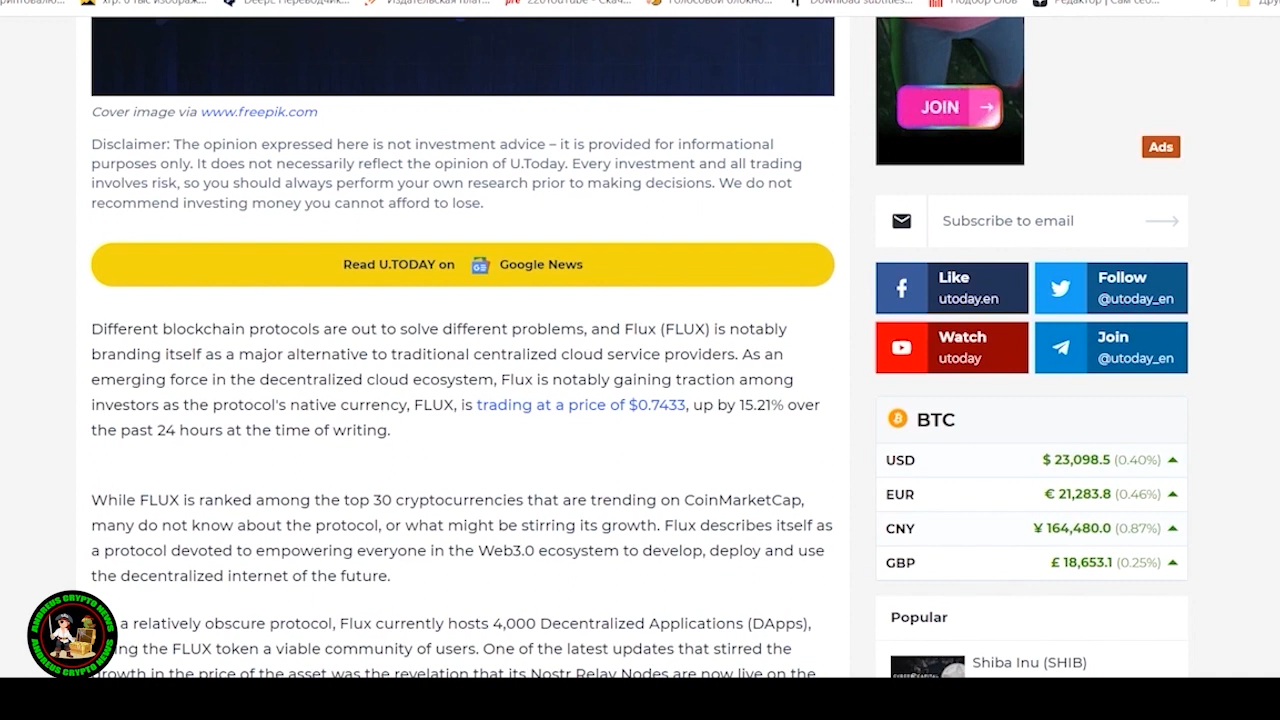 Голосовой блокно...
Download subtitles...
Подбор слов
Cover image via www.freepik.com
Disclaimer: The opinion expressed here is not investment advice – it is provided for informational
purposes only. It does not necessarily reflect the opinion of U.Today. Every investment and all trading
involves risk, so you should always perform your own research prior to making decisions. We do not
recommend investing money you cannot afford to lose.
Read U.TODAY on Google News
Different blockchain protocols are out to solve different problems, and Flux (FLUX) is notably
branding itself as a major alternative to traditional centralized cloud service providers. As an
emerging force in the decentralized cloud ecosystem, Flux is notably gaining traction among
investors as the protocol's native currency, FLUX, is trading at a price of $0.7433, up by 15.21% over
the past 24 hours at the time of writing.
While FLUX is ranked among the top 30 cryptocurrencies that are trending on CoinMarketCap,
many do not know about the protocol, or what might be stirring its growth. Flux describes itself as
a protocol devoted to empowering everyone in the Web3.0 ecosystem to develop, deploy and use
the decentralized internet of the future.
a relatively obscure protocol, Flux currently hosts 4,000 Decentralized Applications (DApps),
the FLUX token a viable community of users. One of the latest updates that stirred the
growth in the price of the asset was the revelation that its Nostr Relay Nodes are now live on the
ANDREUS CRYPTO NEWS
ANDREUS CRYPTO NEWS
JOIN
Ads
Subscribe to email
Like
utoday.en
Follow
@utoday_en
Watch
utoday
Join
@utoday_en
BTC
USD $ 23,098.5 (0.40%)
EUR € 21,283.8 (0.46%)
CNY ¥ 164,480.0 (0.87%)
GBP £ 18,653.1 (0.25%)
Popular
Shiba Inu (SHIB)